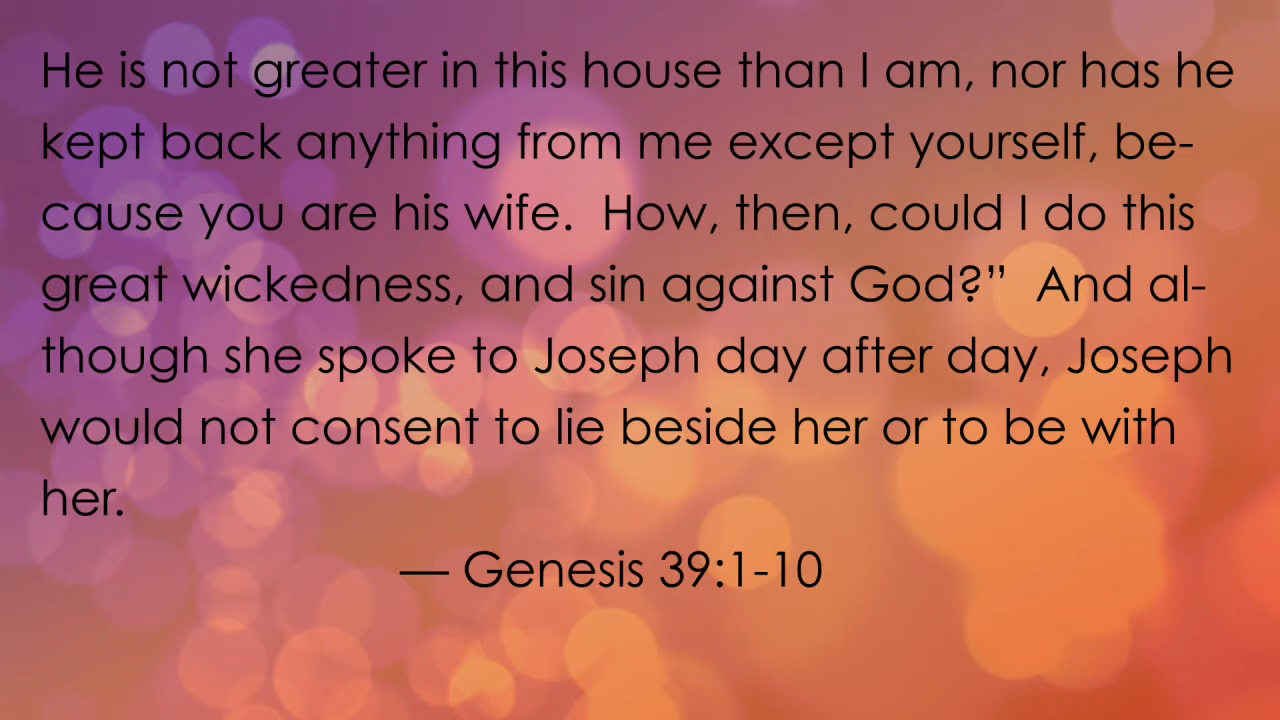 He is not greater in this house than I am, nor has he
kept back anything from me except yourself, be-
cause you are his wife.  How, then, could I do this
great wickedness, and sin against God?”  And al-
though she spoke to Joseph day after day, Joseph
would not consent to lie beside her or to be with
her.
— Genesis 39:1-10